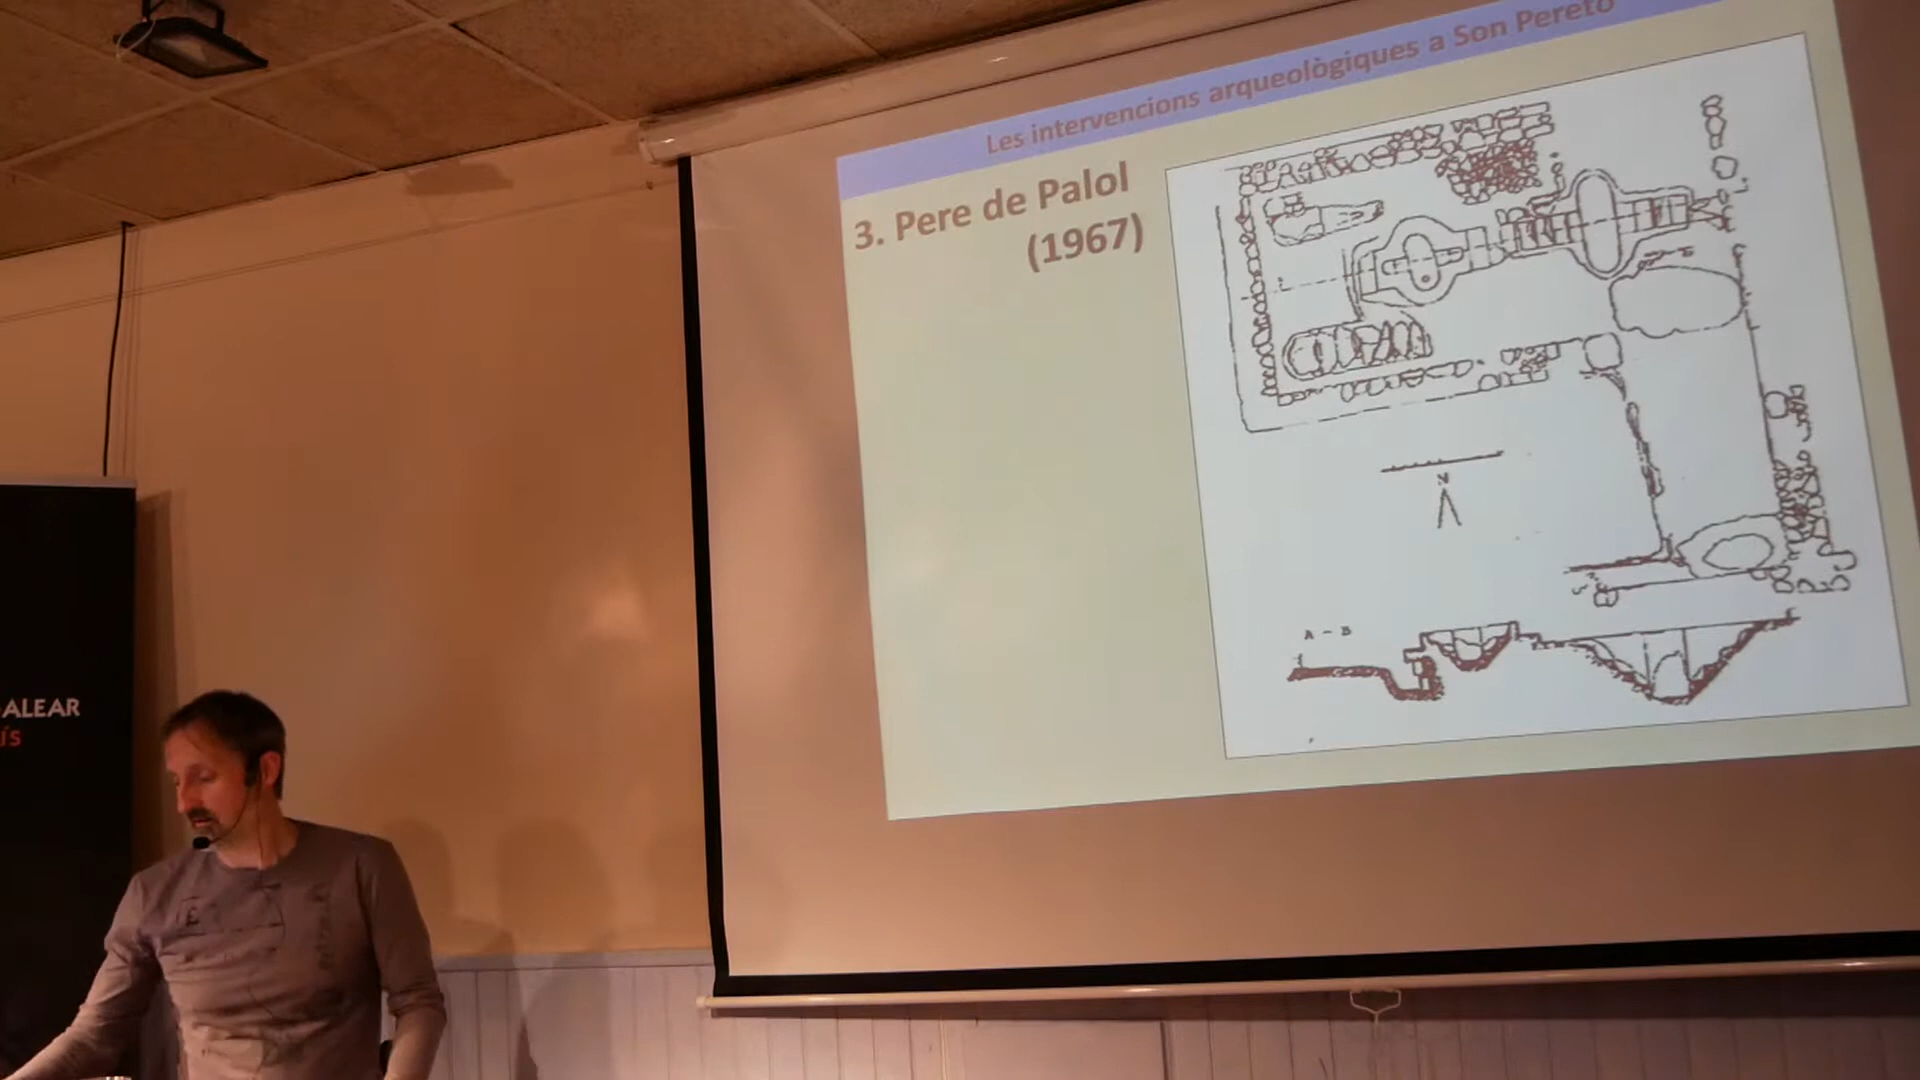 Les intervencions arqueològiques a Son Peretó
3. Pere de Palol
(1967)
N
A - B
ALEAR
ÍS